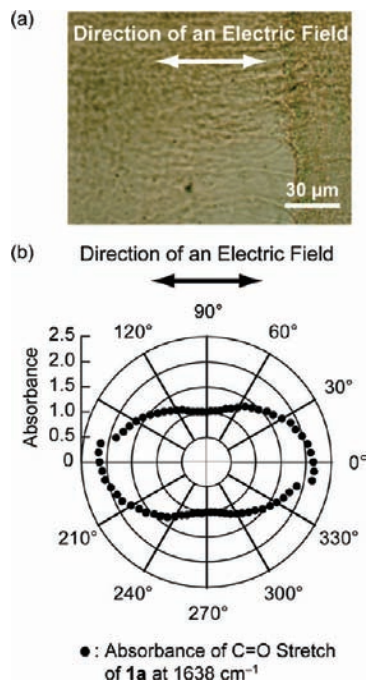 (a)
Direction of an Electric Field
30 µm
(b)
Direction of an Electric Field
90°
120°
60°
2.5
2.0
30°
1.5
1.0
Absorbance
0.5
0
0°
210°
330°
240°
300°
270°
● : Absorbance of C=O Stretch
of 1a at 1638 cm⁻¹